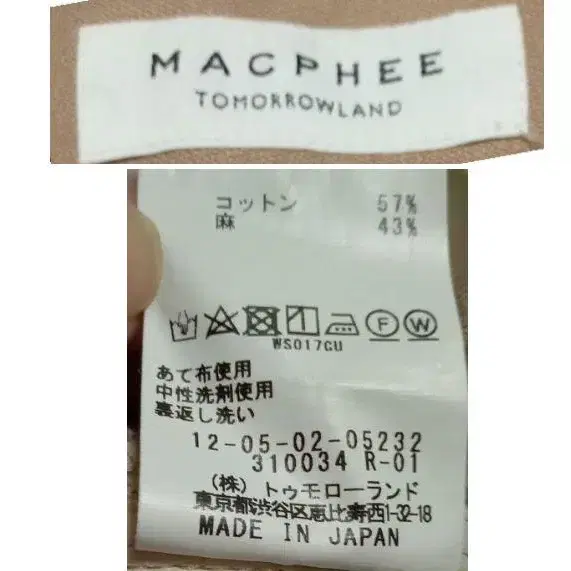 MACPHEE
TOMORROWLAND
コットン 57%
麻 43%
F W
WS017CU
あて布使用
中性洗剤使用
裏返し洗い
12-05-02-05232
310034 R-01
(株) トゥモローランド
東京都渋谷区恵比寿西1-32-18
MADE IN JAPAN